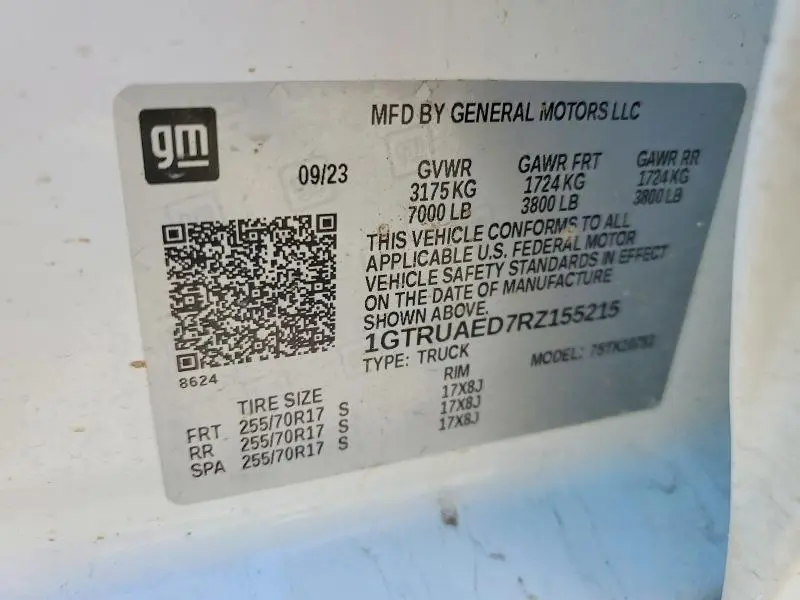 gm
MFD BY GENERAL MOTORS LLC
09/23
GVWR GAWR FRT GAWR RR
3175 KG 1724 KG 1724 KG
7000 LB 3800 LB 3800 LB
THIS VEHICLE CONFORMS TO ALL
APPLICABLE U.S. FEDERAL MOTOR
VEHICLE SAFETY STANDARDS IN EFFECT
ON THE DATE OF MANUFACTURE
SHOWN ABOVE.
1GTRUAED7RZ155215
TYPE: TRUCK MODEL:
8624
TIRE SIZE RIM
FRT 255/70R17 S 17X8J
RR 255/70R17 S 17X8J
SPA 255/70R17 S 17X8J